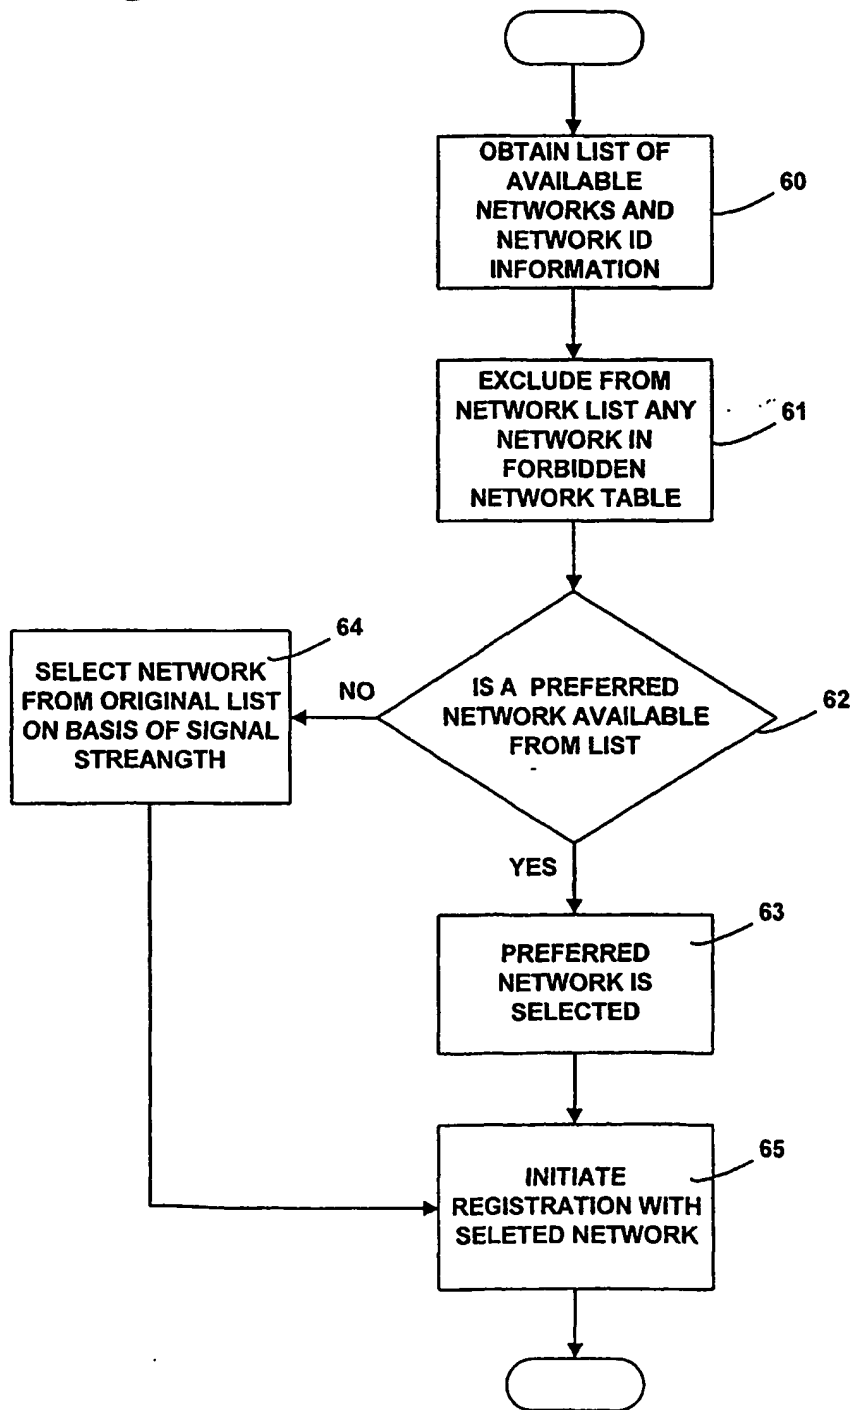 OBTAIN LIST OF
AVAILABLE
NETWORKS AND
NETWORK ID
INFORMATION
60
EXCLUDE FROM
NETWORK LIST ANY
NETWORK IN
FORBIDDEN
NETWORK TABLE
61
IS A PREFERRED
NETWORK AVAILABLE
FROM LIST
62
NO
64
SELECT NETWORK
FROM ORIGINAL LIST
ON BASIS OF SIGNAL
STREANGTH
YES
63
PREFERRED
NETWORK IS
SELECTED
65
INITIATE
REGISTRATION WITH
SELETED NETWORK